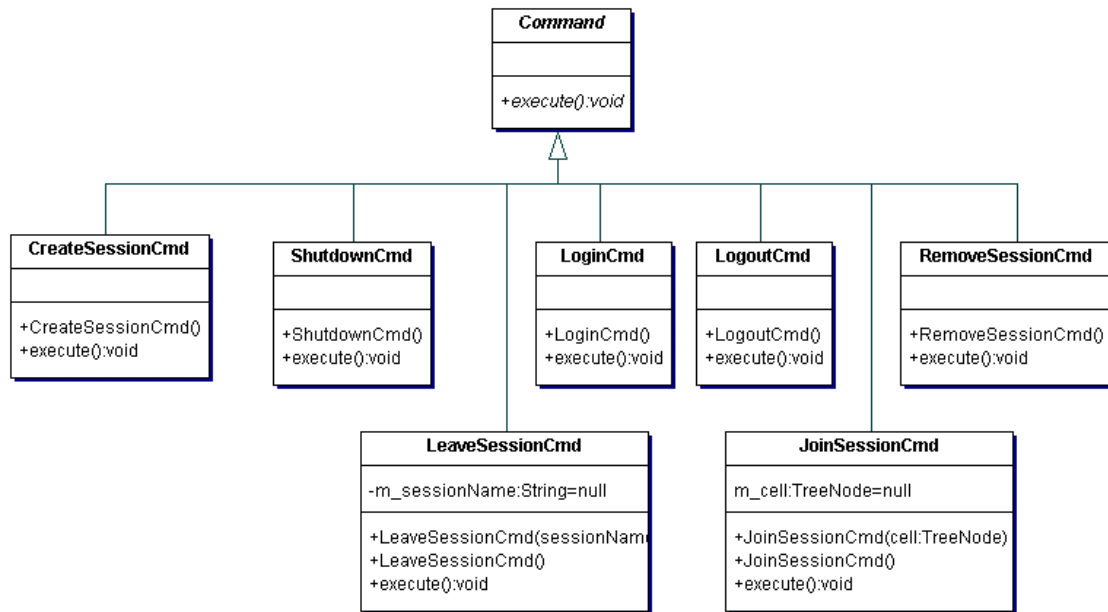 Command
+execute():void
CreateSessionCmd
+CreateSessionCmd()
+execute():void
ShutdownCmd
+ShutdownCmd()
+execute():void
LoginCmd
+LoginCmd()
+execute():void
LogoutCmd
+LogoutCmd()
+execute():void
RemoveSessionCmd
+RemoveSessionCmd()
+execute():void
LeaveSessionCmd
-m_sessionName:String=null
+LeaveSessionCmd(sessionName
+LeaveSessionCmd()
+execute():void
JoinSessionCmd
m_cell:TreeNode=null
+JoinSessionCmd(cell:TreeNode)
+JoinSessionCmd()
+execute():void